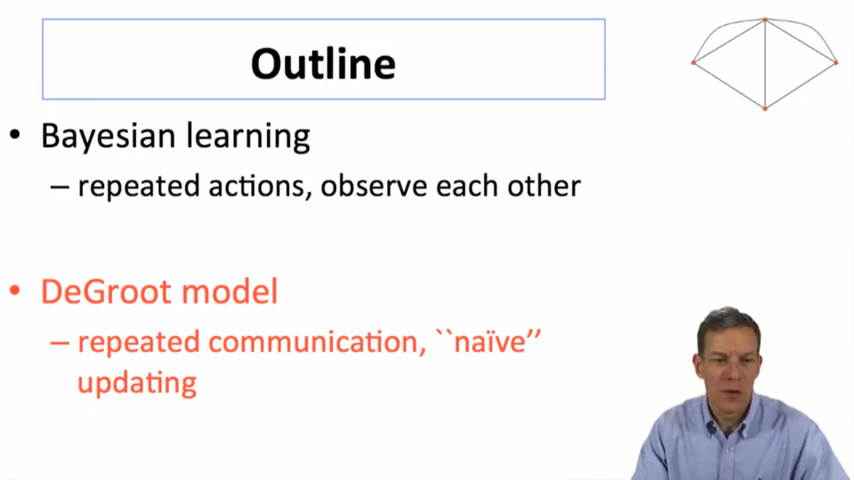 Outline
• Bayesian learning
– repeated actions, observe each other
• DeGroot model
– repeated communication, ``naïve’’
updating